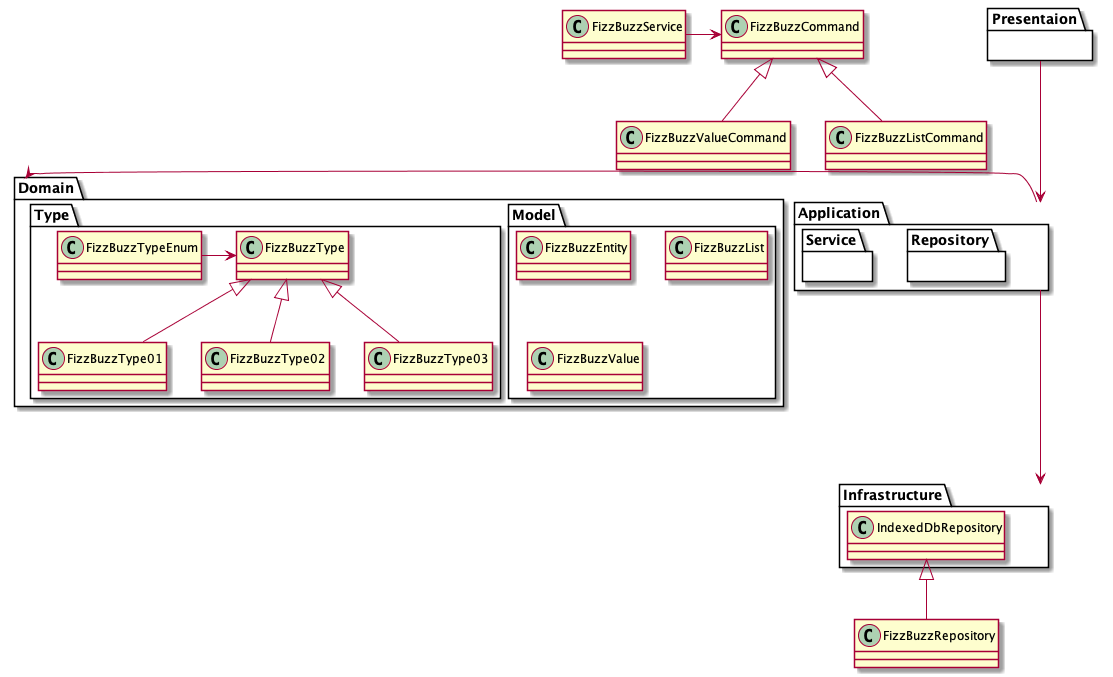 C FizzBuzzService
C FizzBuzzCommand
Presentaion
C FizzBuzzValueCommand
C FizzBuzzListCommand
Domain
Type
C FizzBuzzTypeEnum
C FizzBuzzType
C FizzBuzzType01
C FizzBuzzType02
C FizzBuzzType03
Model
C FizzBuzzEntity
C FizzBuzzList
C FizzBuzzValue
Application
Service
Repository
Infrastructure
C IndexedDbRepository
C FizzBuzzRepository